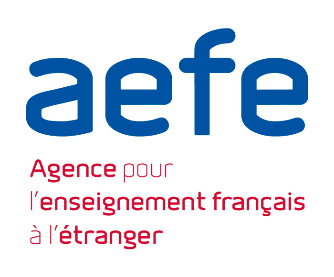 aefe
Agence pour
l'enseignement français
à l'étranger